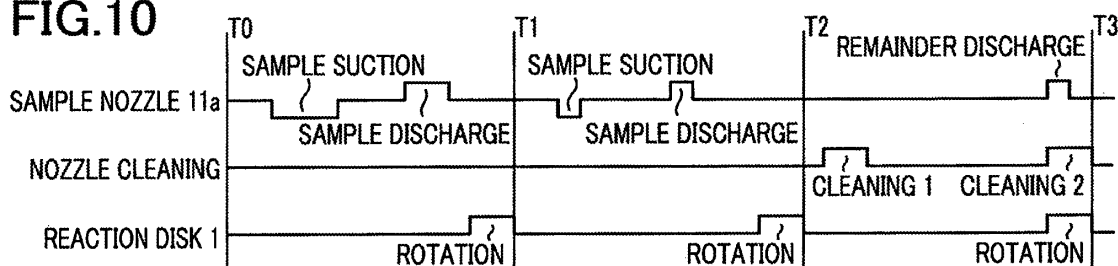 FIG.10
T0 T1 T2 T3
SAMPLE SUCTION SAMPLE SUCTION REMAINDER DISCHARGE
SAMPLE NOZZLE 11a
SAMPLE DISCHARGE SAMPLE DISCHARGE
NOZZLE CLEANING
CLEANING 1 CLEANING 2
REACTION DISK 1
ROTATION ROTATION ROTATION